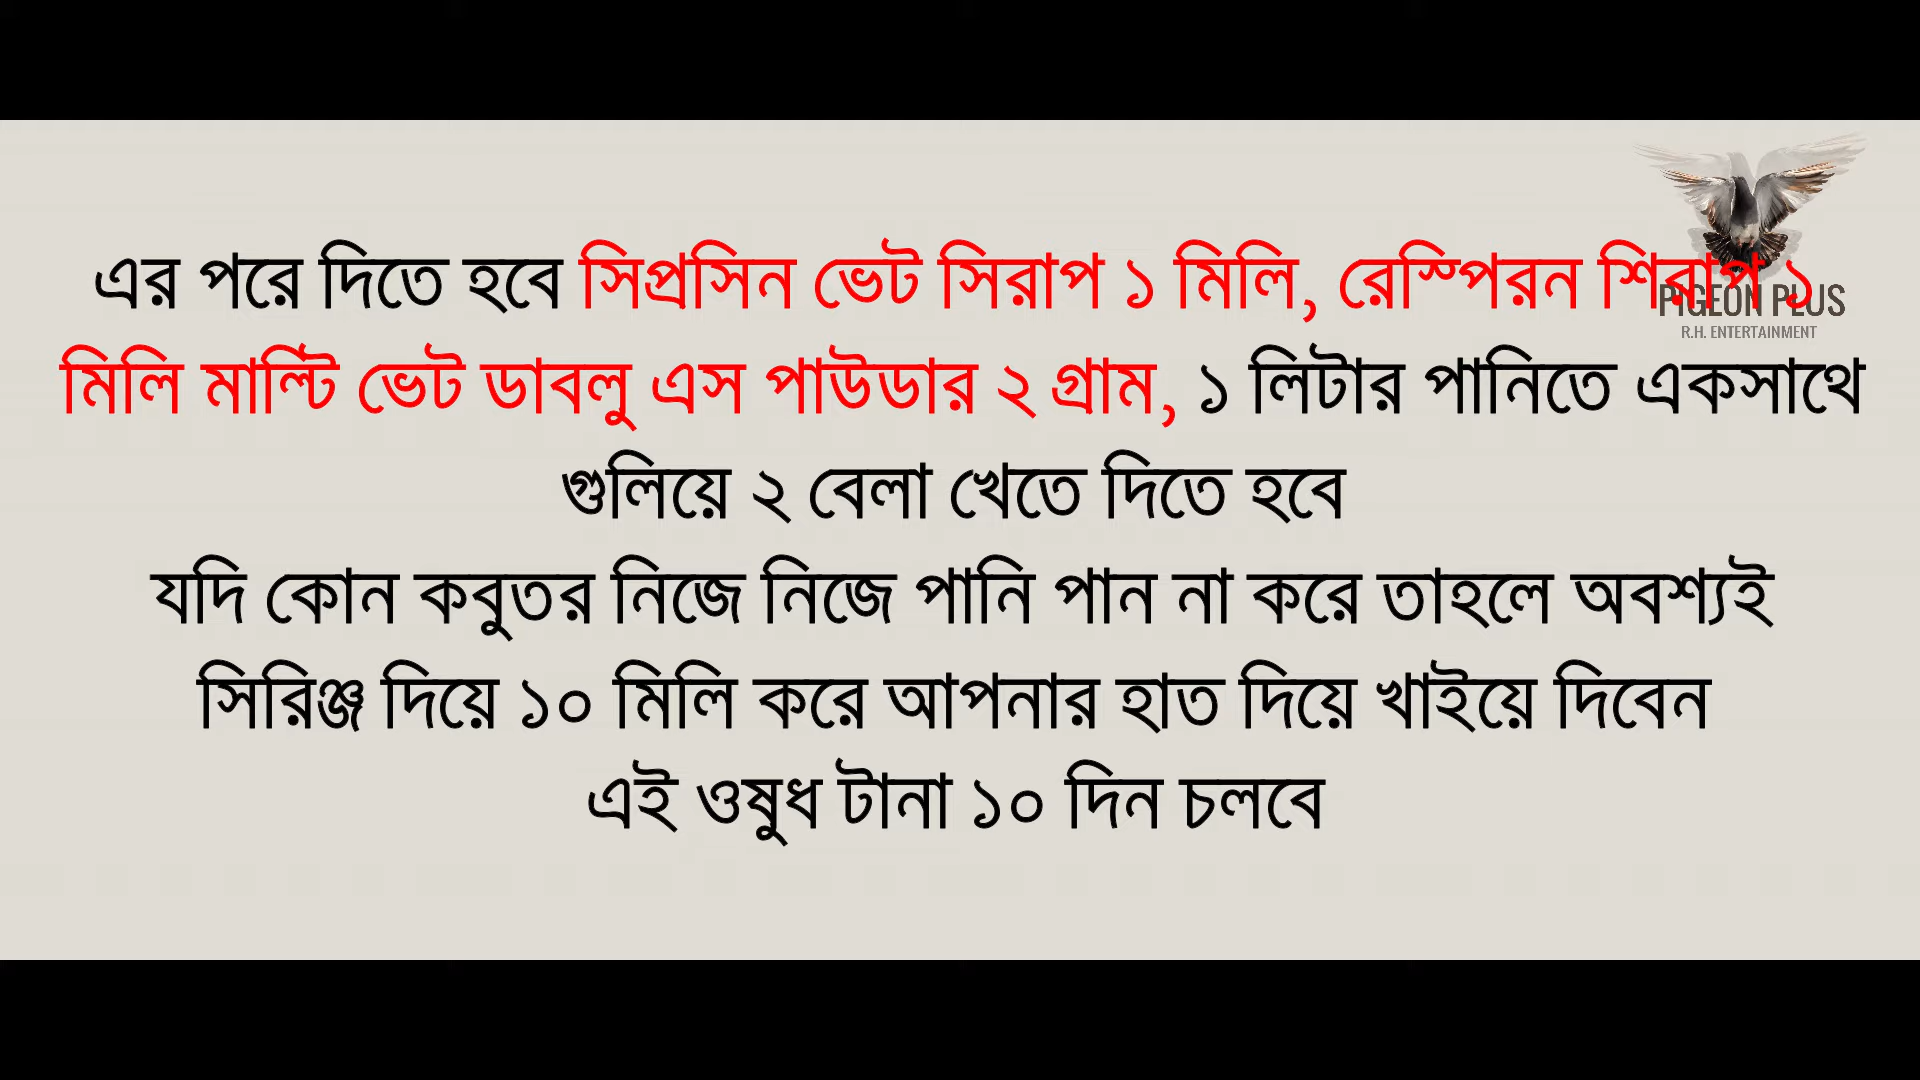 এর পরে দিতে হবে সিপ্রসিন ভেট সিরাপ ১ মিলি, রেস্পিরন শিরাপ ১
মিলি মাল্টি ভেট ডাবলু এস পাউডার ২ গ্রাম, ১ লিটার পানিতে একসাথে
গুলিয়ে ২ বেলা খেতে দিতে হবে
যদি কোন কবুতর নিজে নিজে পানি পান না করে তাহলে অবশ্যই
সিরিঞ্জ দিয়ে ১০ মিলি করে আপনার হাত দিয়ে খাইয়ে দিবেন
এই ওষুধ টানা ১০ দিন চলবে
PIGEON PLUS
R.H. ENTERTAINMENT